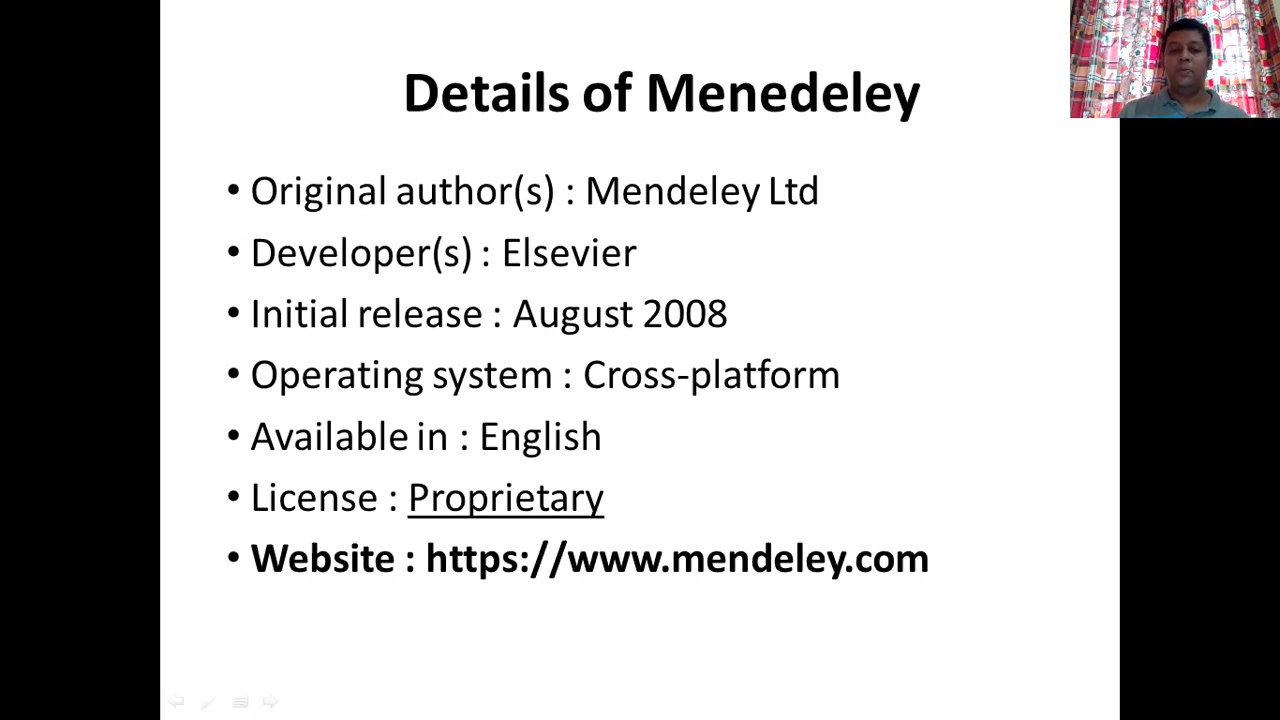 Details of Menedeley
• Original author(s) : Mendeley Ltd
• Developer(s) : Elsevier
• Initial release : August 2008
• Operating system : Cross-platform
• Available in : English
• License : Proprietary
• Website : https://www.mendeley.com